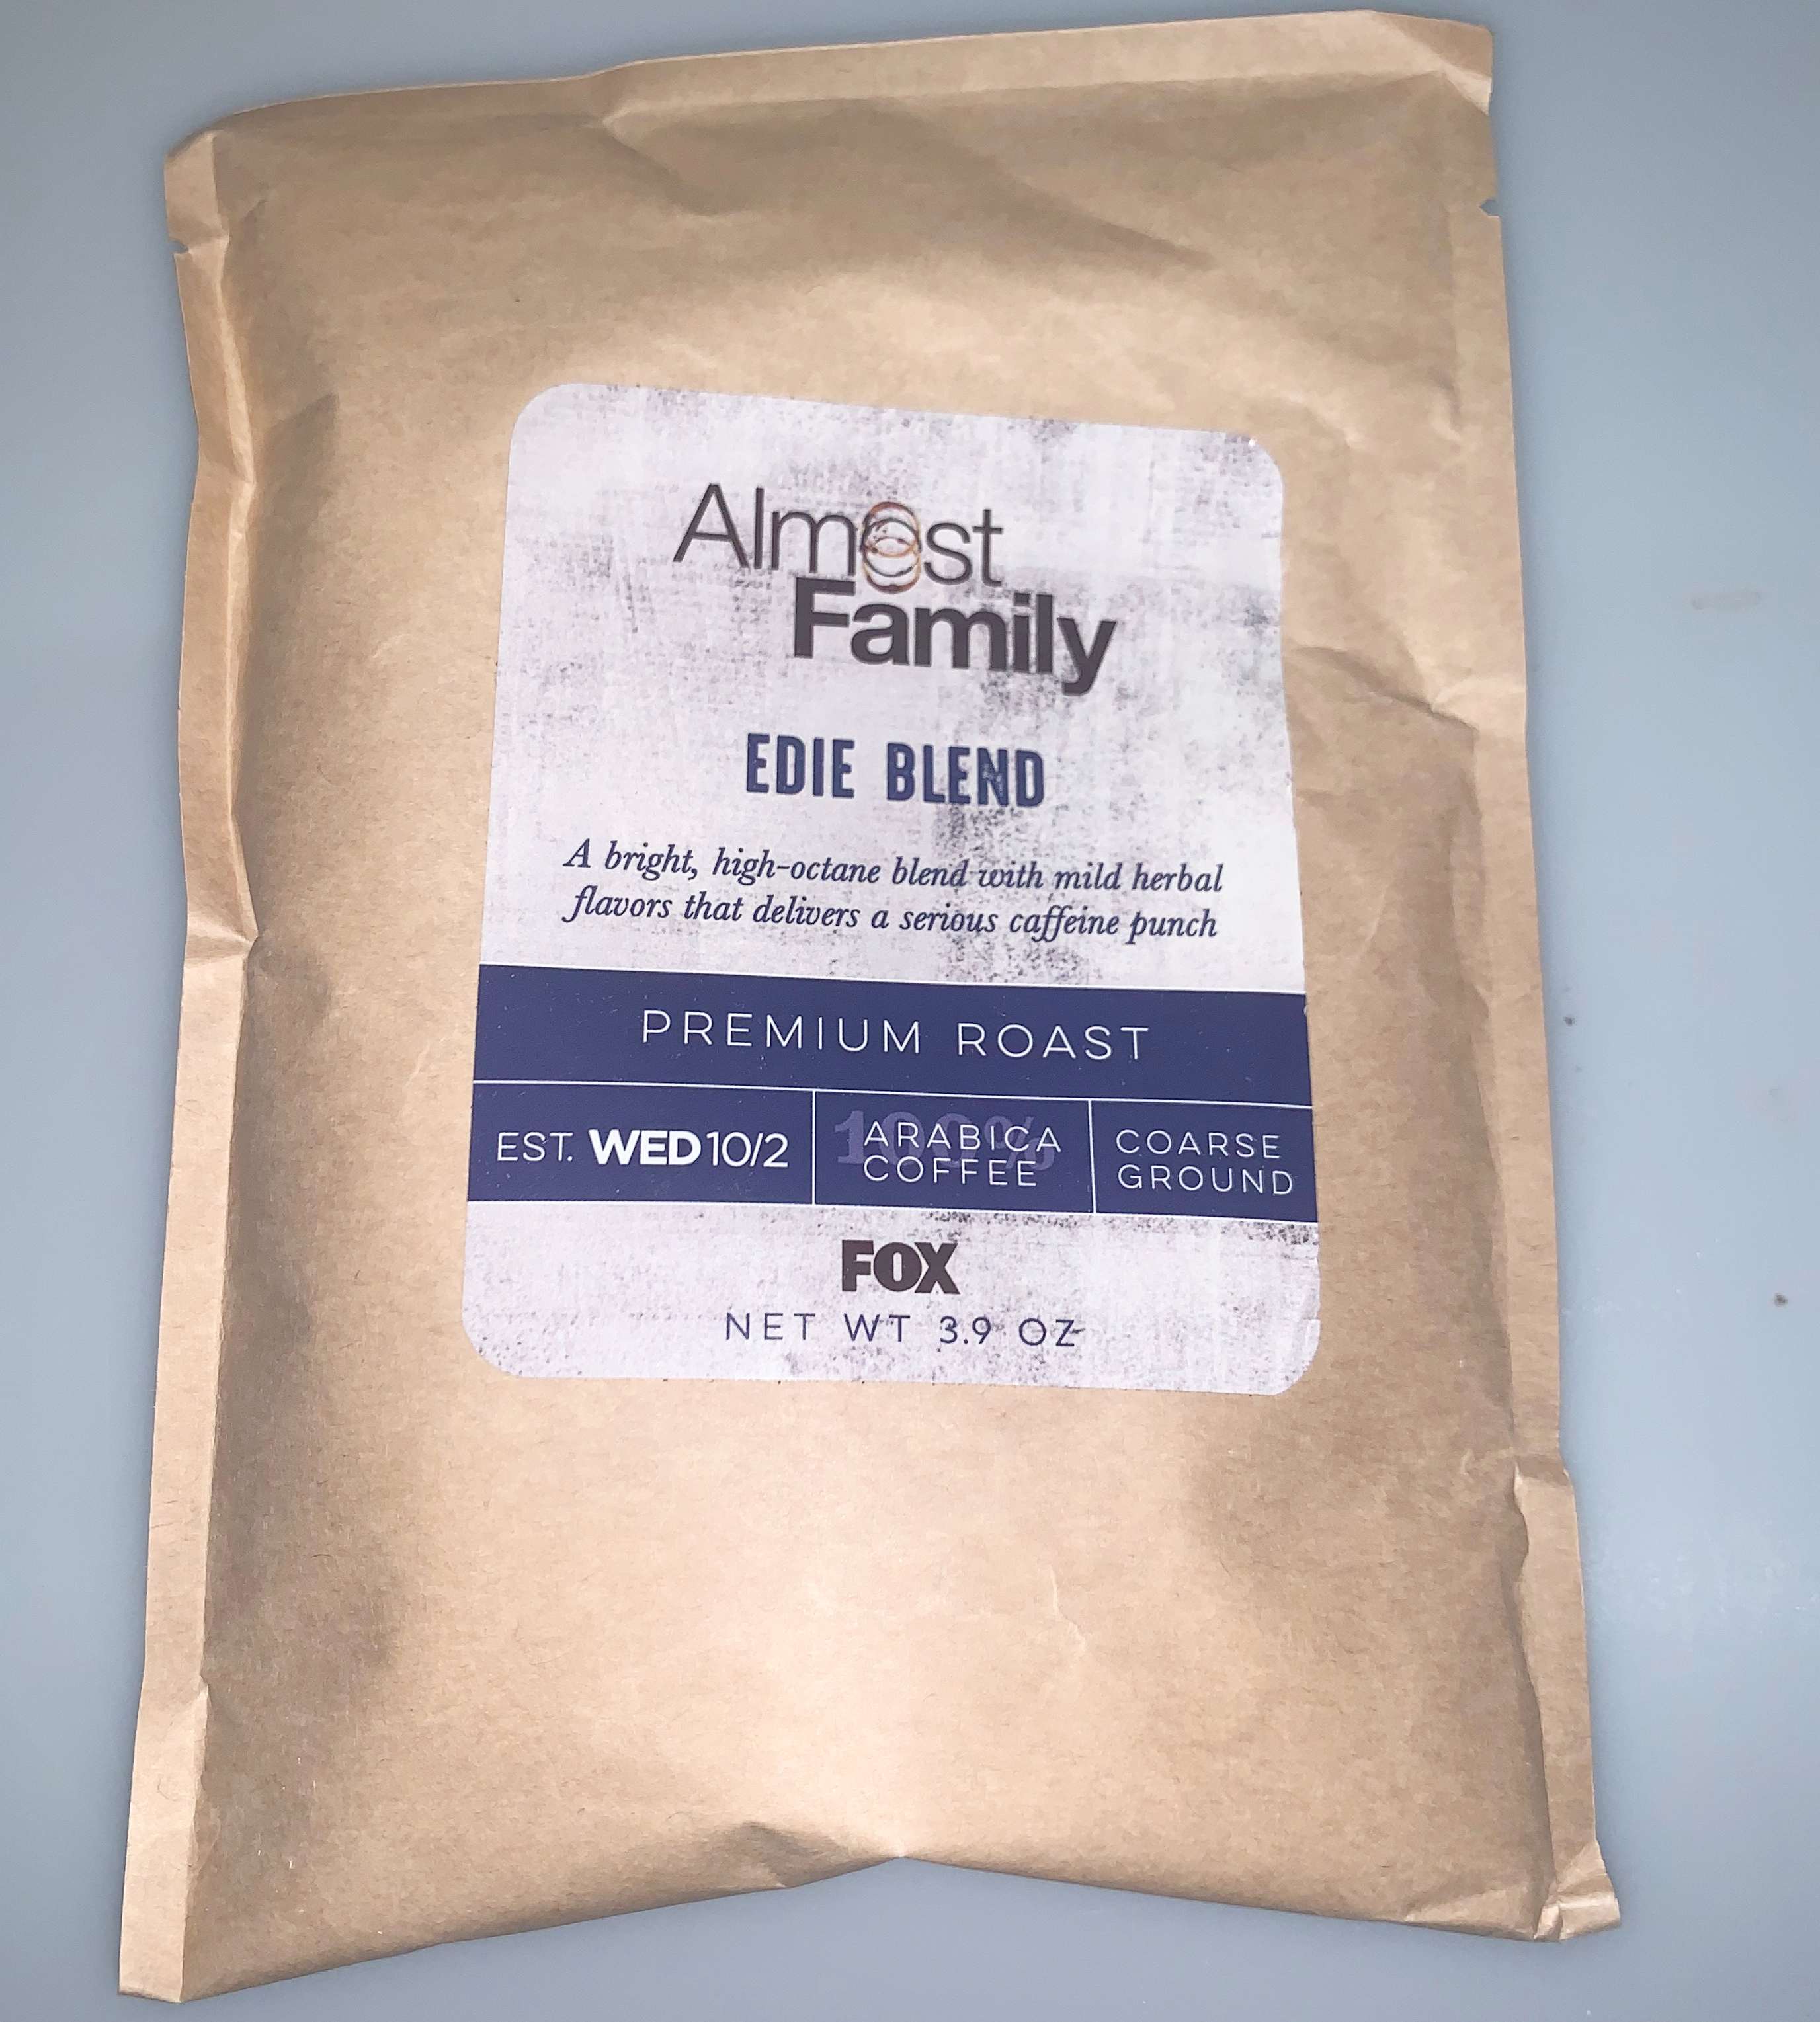 Almost
Family
EDIE BLEND
A bright, high-octane blend with mild herbal
flavors that delivers a serious caffeine punch
PREMIUM ROAST
EST. WED 10/2
100%
ARABICA
COFFEE
COARSE
GROUND
FOX
NET WT 3.9 OZ